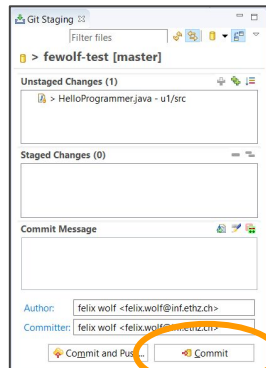 Git Staging
Filter files
> fewolf-test [master]
Unstaged Changes (1)
> HelloProgrammer.java - u1/src
Staged Changes (0)
Commit Message
Author: felix wolf <felix.wolf@inf.ethz.ch>
Committer: felix wolf <felix.wolf@inf.ethz.ch>
Commit and Pus... Commit